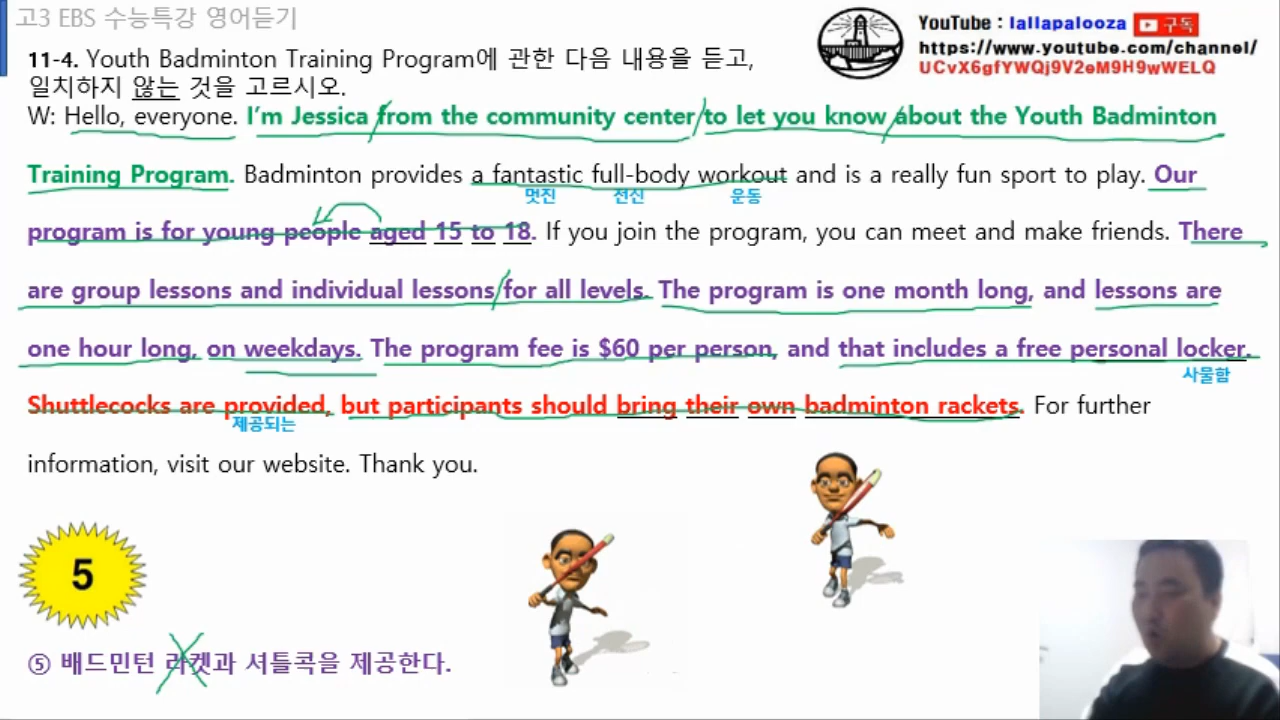 고3 EBS 수능특강 영어듣기
YouTube : lallapalooza 구독
https://www.youtube.com/channel/
UCvX6gfYWQj9V2eM9H9wWELQ
11-4. Youth Badminton Training Program에 관한 다음 내용을 듣고,
일치하지 않는 것을 고르시오.
W: Hello, everyone. I'm Jessica from the community center to let you know about the Youth Badminton
Training Program. Badminton provides a fantastic full-body workout and is a really fun sport to play. Our
멋진 전신 운동
program is for young people aged 15 to 18. If you join the program, you can meet and make friends. There
are group lessons and individual lessons for all levels. The program is one month long, and lessons are
one hour long, on weekdays. The program fee is $60 per person, and that includes a free personal locker.
사물함
Shuttlecocks are provided, but participants should bring their own badminton rackets. For further
제공되는
information, visit our website. Thank you.
5
⑤ 배드민턴 라켓과 셔틀콕을 제공한다.